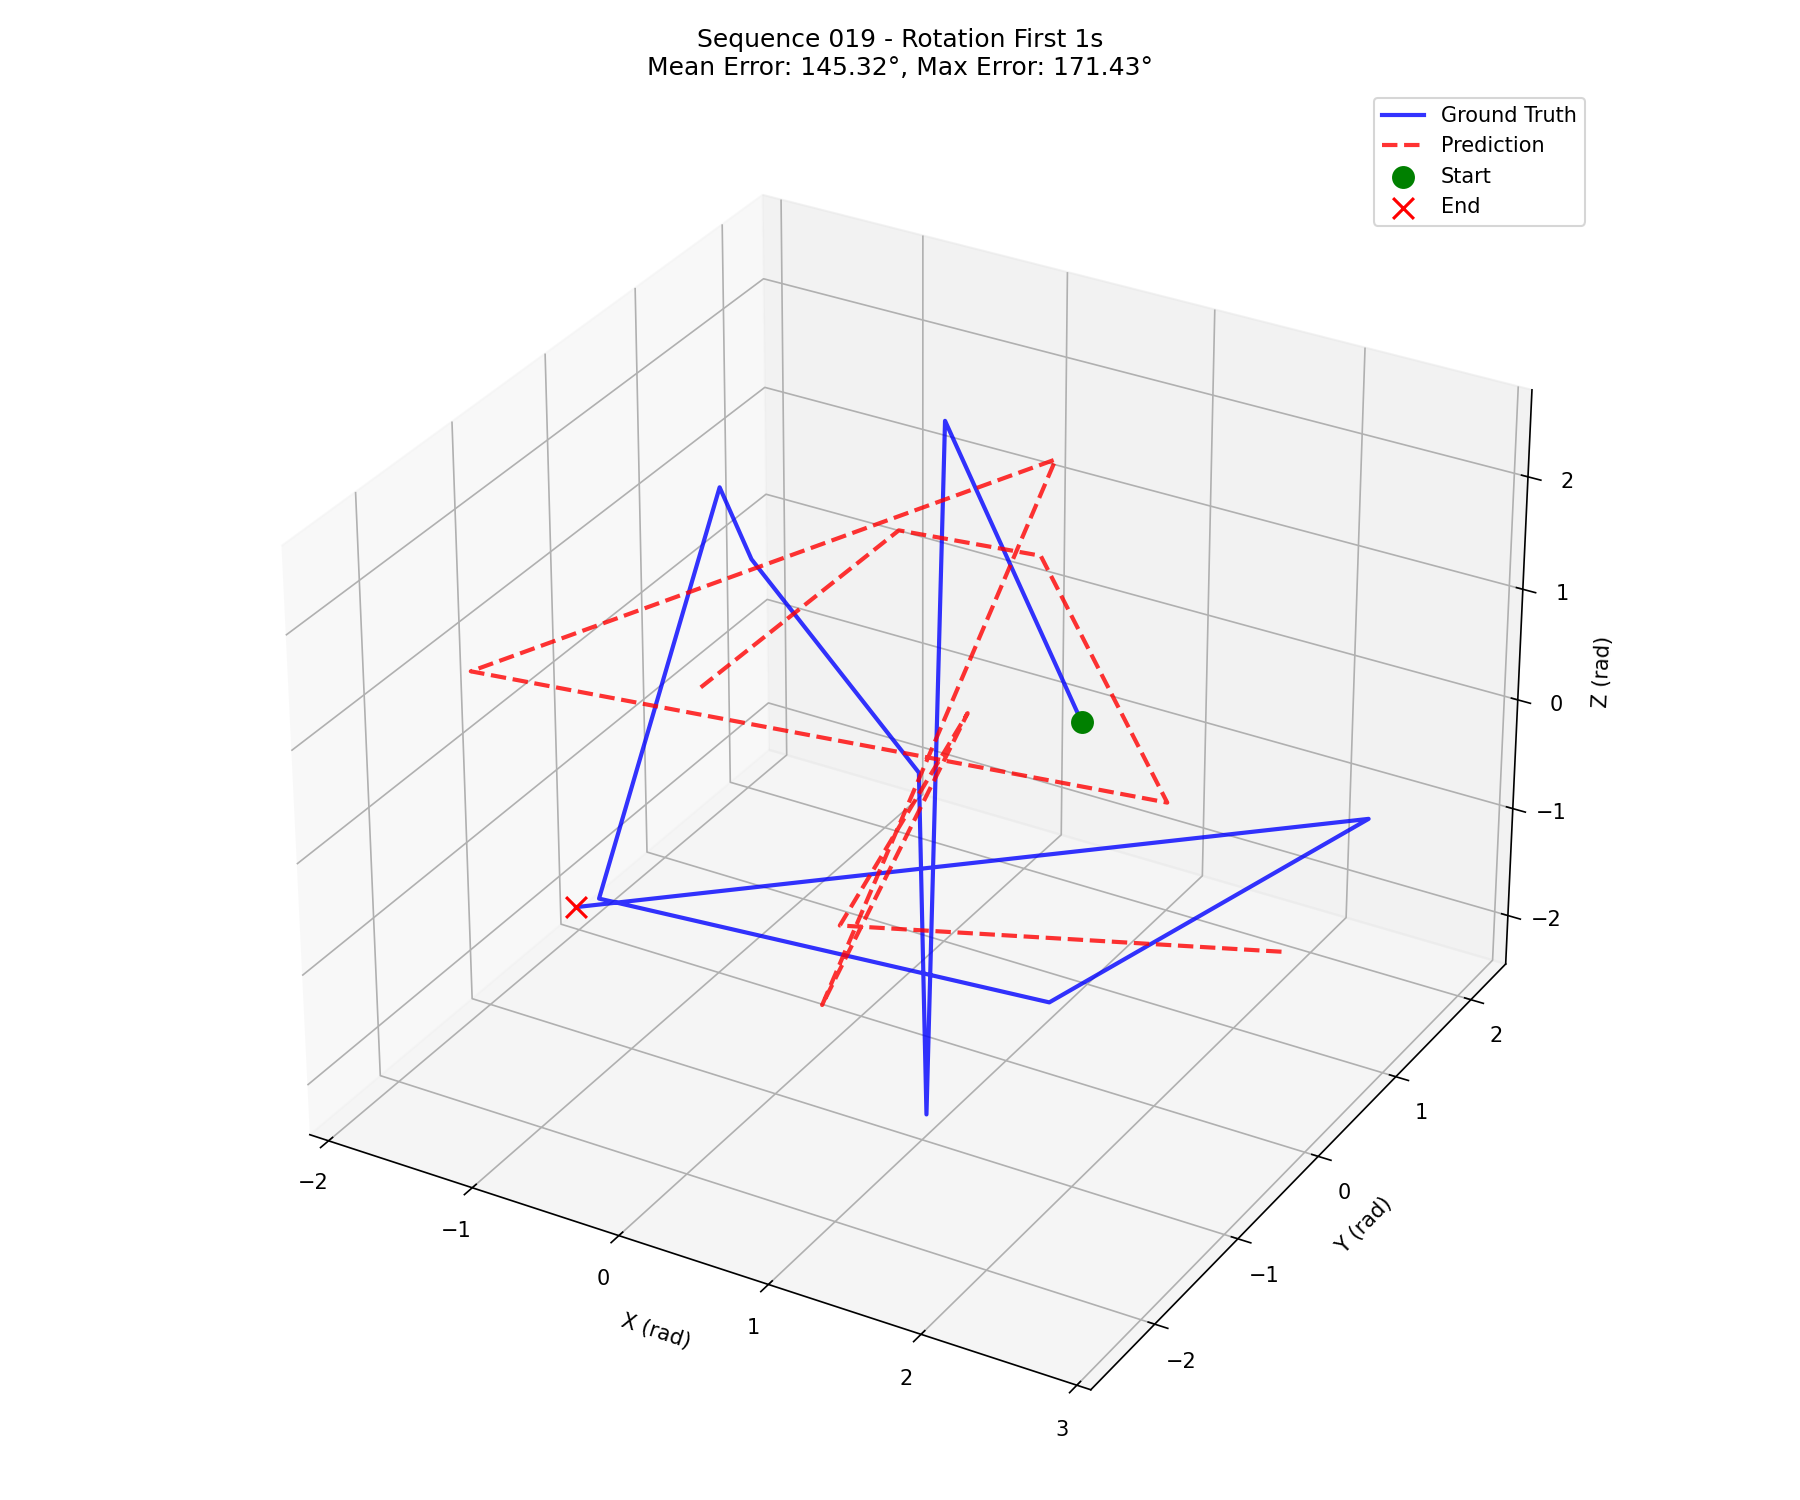 Sequence 019 - Rotation First 1s
Mean Error: 145.32°, Max Error: 171.43°
Ground Truth
Prediction
Start
End
2
1
0
−1
−2
Z (rad)
2
1
0
−1
−2
Y (rad)
−2
−1
0
1
2
3
X (rad)